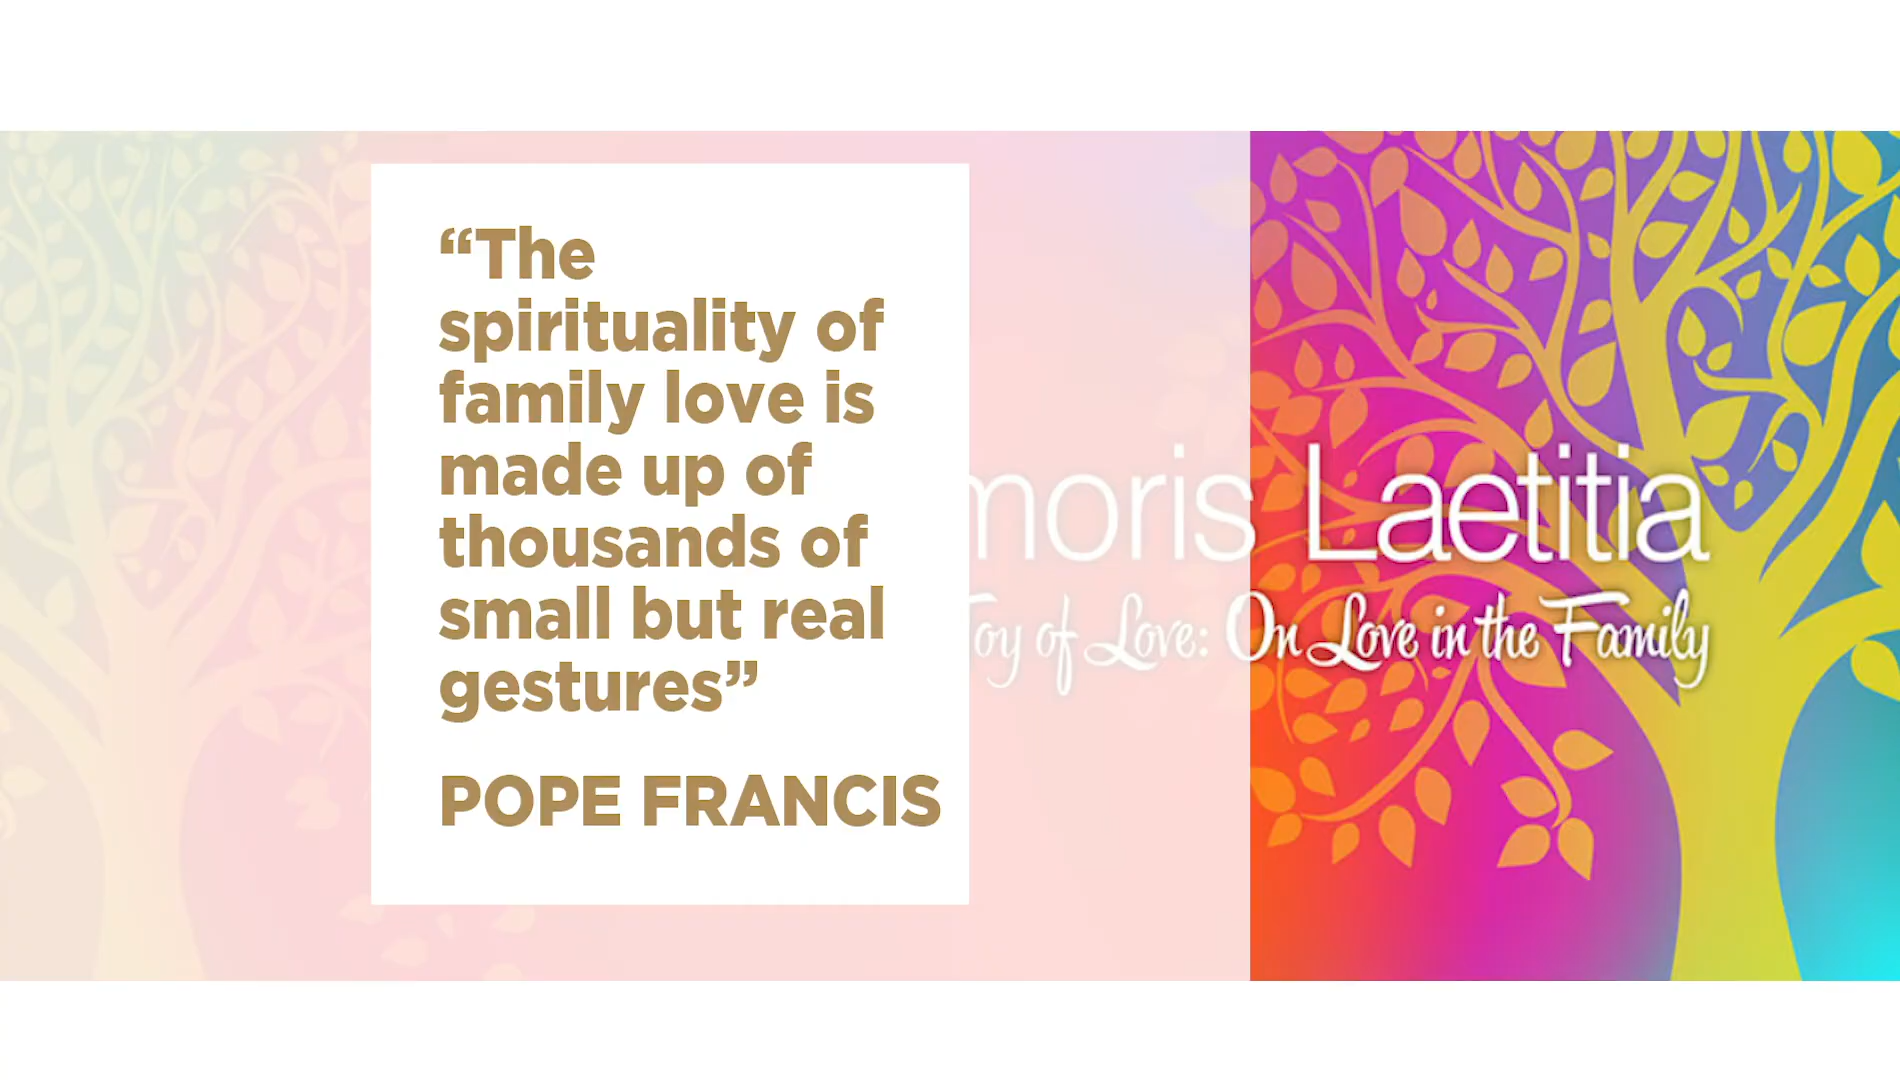 “The
spirituality of
family love is
made up of
thousands of
small but real
gestures”
POPE FRANCIS
moris Laetitia
Joy of Love: On Love in the Family